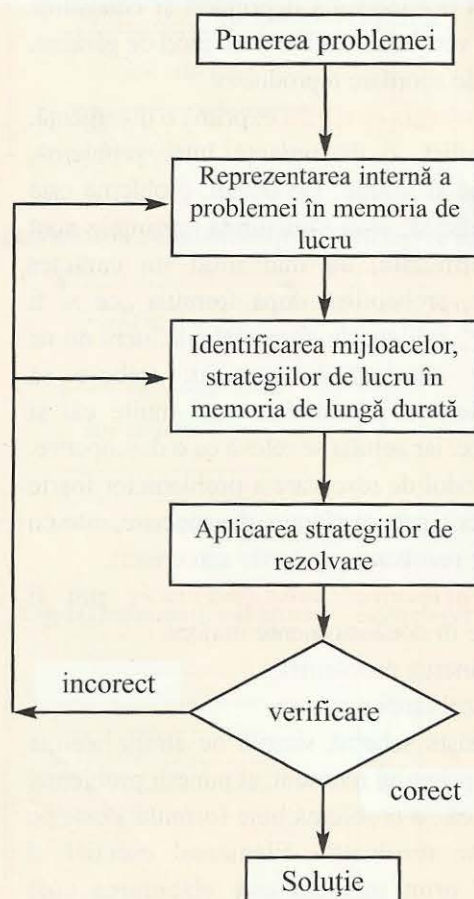 Punerea problemei
Reprezentarea internă a
problemei în memoria de
lucru
Identificarea mijloacelor,
strategiilor de lucru în
memoria de lungă durată
Aplicarea strategiilor de
rezolvare
incorect
verificare
corect
Soluție